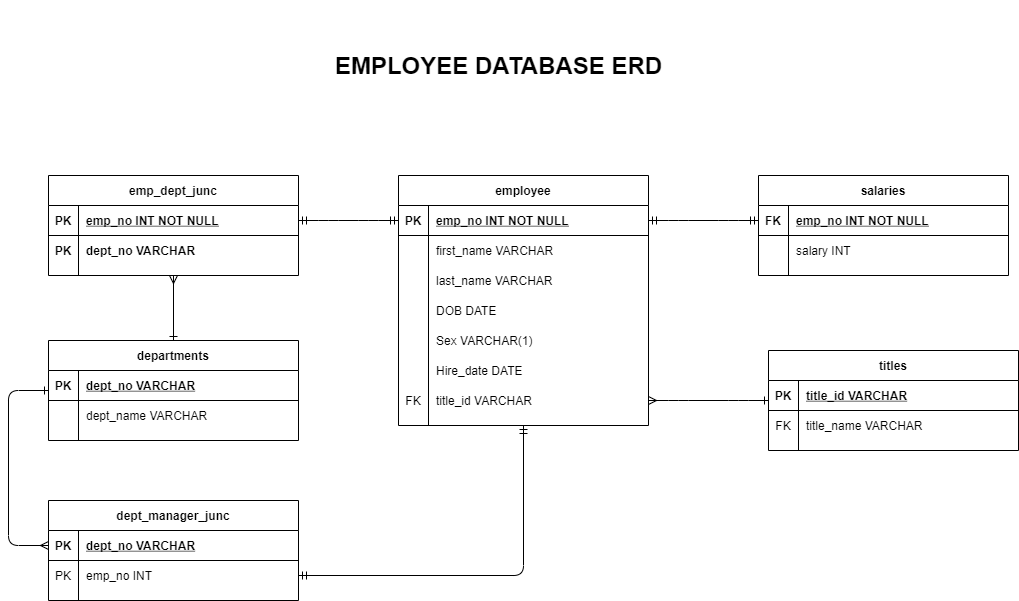 EMPLOYEE DATABASE ERD
emp_dept_junc
PK emp_no INT NOT NULL
PK dept_no VARCHAR
employee
PK emp_no INT NOT NULL
first_name VARCHAR
last_name VARCHAR
DOB DATE
Sex VARCHAR(1)
Hire_date DATE
FK title_id VARCHAR
salaries
FK emp_no INT NOT NULL
salary INT
departments
PK dept_no VARCHAR
dept_name VARCHAR
titles
PK title_id VARCHAR
FK title_name VARCHAR
dept_manager_junc
PK dept_no VARCHAR
PK emp_no INT